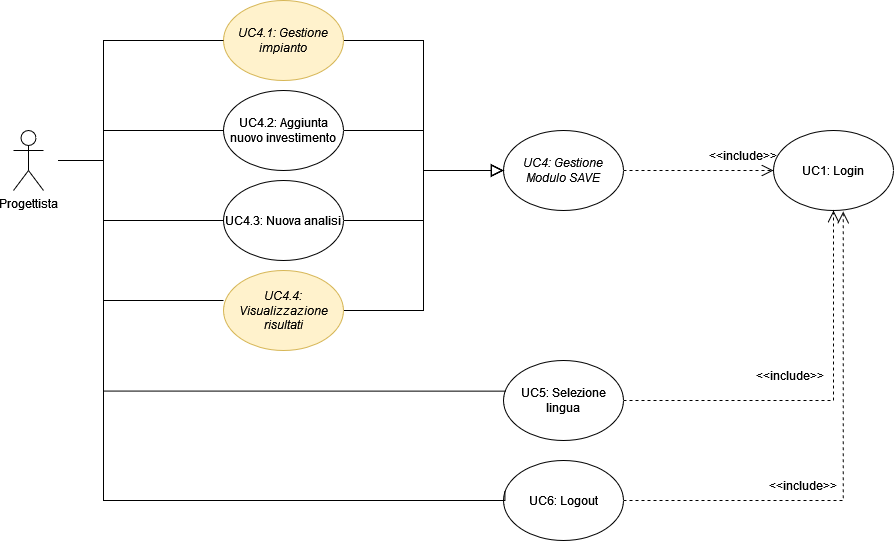 UC4.1: Gestione
impianto
UC4.2: Aggiunta
nuovo investimento
Progettista
UC4: Gestione
Modulo SAVE
<<include>>
UC1: Login
UC4.3: Nuova analisi
UC4.4:
Visualizzazione
risultati
UC5: Selezione
lingua
<<include>>
UC6: Logout
<<include>>